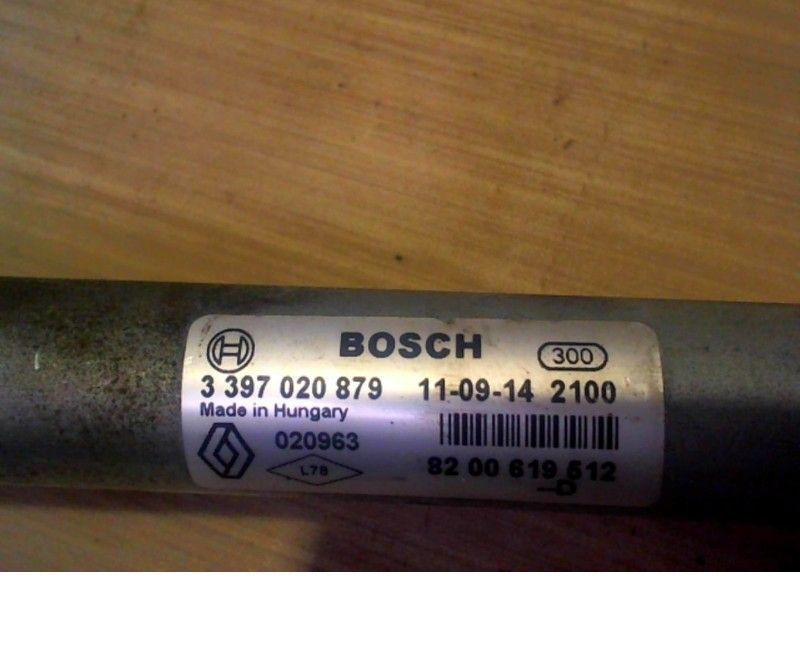 BOSCH 300
3 397 020 879 11-09-14 2100
Made in Hungary
020963
L78
82 00 619 512
--D